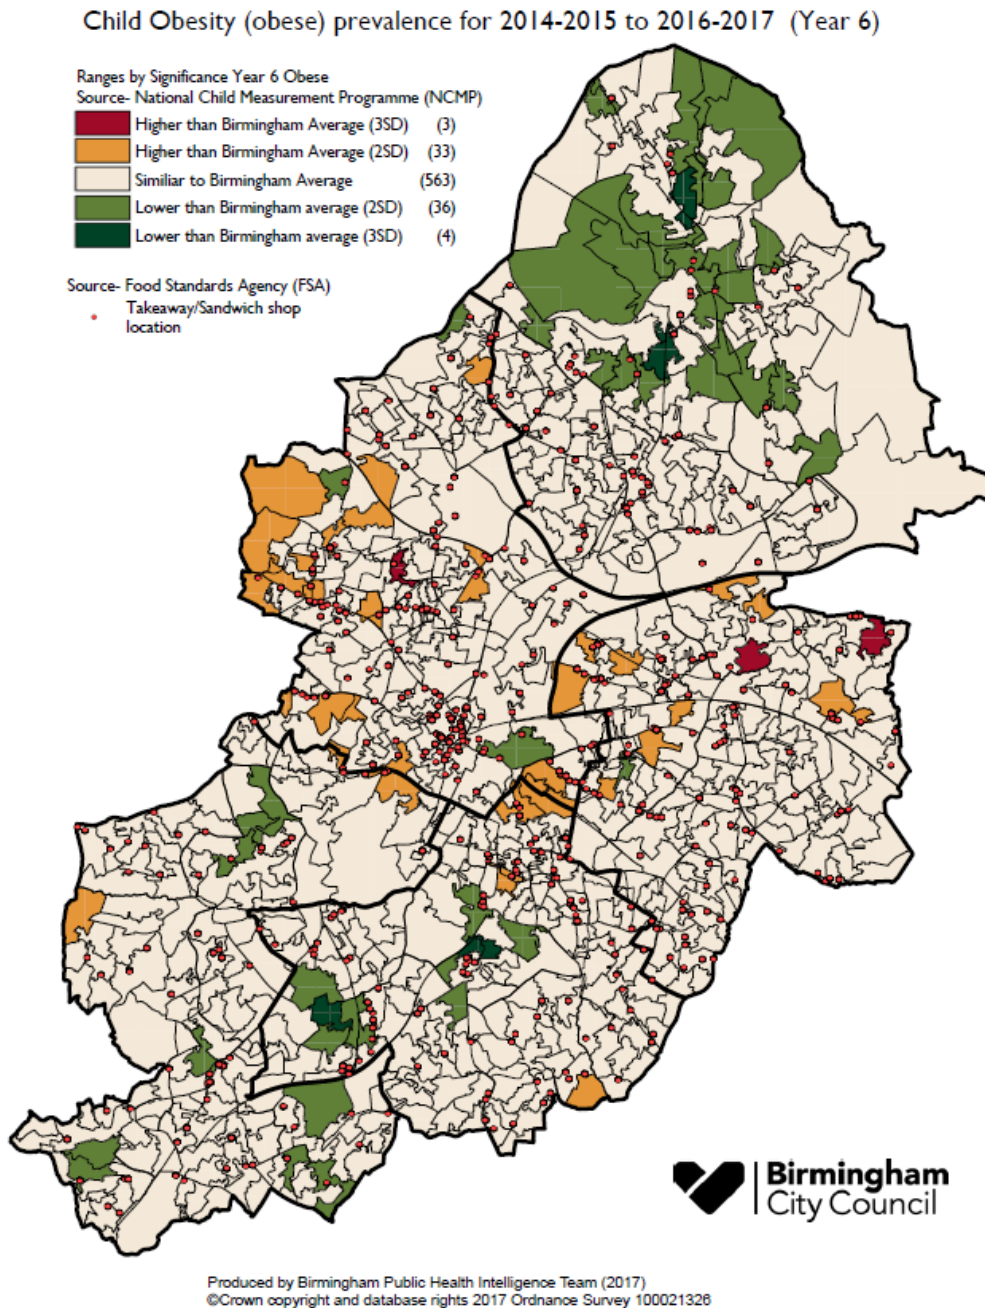 Child Obesity (obese) prevalence for 2014-2015 to 2016-2017 (Year 6)
Ranges by Significance Year 6 Obese
Source- National Child Measurement Programme (NCMP)
Higher than Birmingham Average (3SD) (3)
Higher than Birmingham Average (2SD) (33)
Similiar to Birmingham Average (563)
Lower than Birmingham average (2SD) (36)
Lower than Birmingham average (3SD) (4)
Source- Food Standards Agency (FSA)
Takeaway/Sandwich shop
location
Birmingham
City Council
Produced by Birmingham Public Health Intelligence Team (2017)
©Crown copyright and database rights 2017 Ordnance Survey 100021326